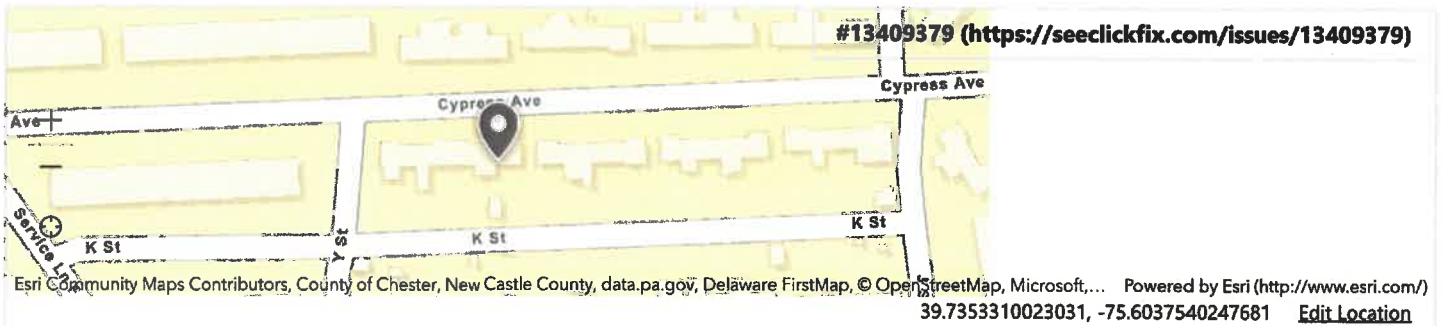 #13409379 (https://seeclickfix.com/issues/13409379)
Cypress Ave
Cypress Ave
Ave
K St
Service Ln
K St
Y St
K St
Esri Community Maps Contributors, County of Chester, New Castle County, data.pa.gov, Delaware FirstMap, © OpenStreetMap, Microsoft,... Powered by Esri (http://www.esri.com/)
39.7353310023031, -75.6037540247681 Edit Location